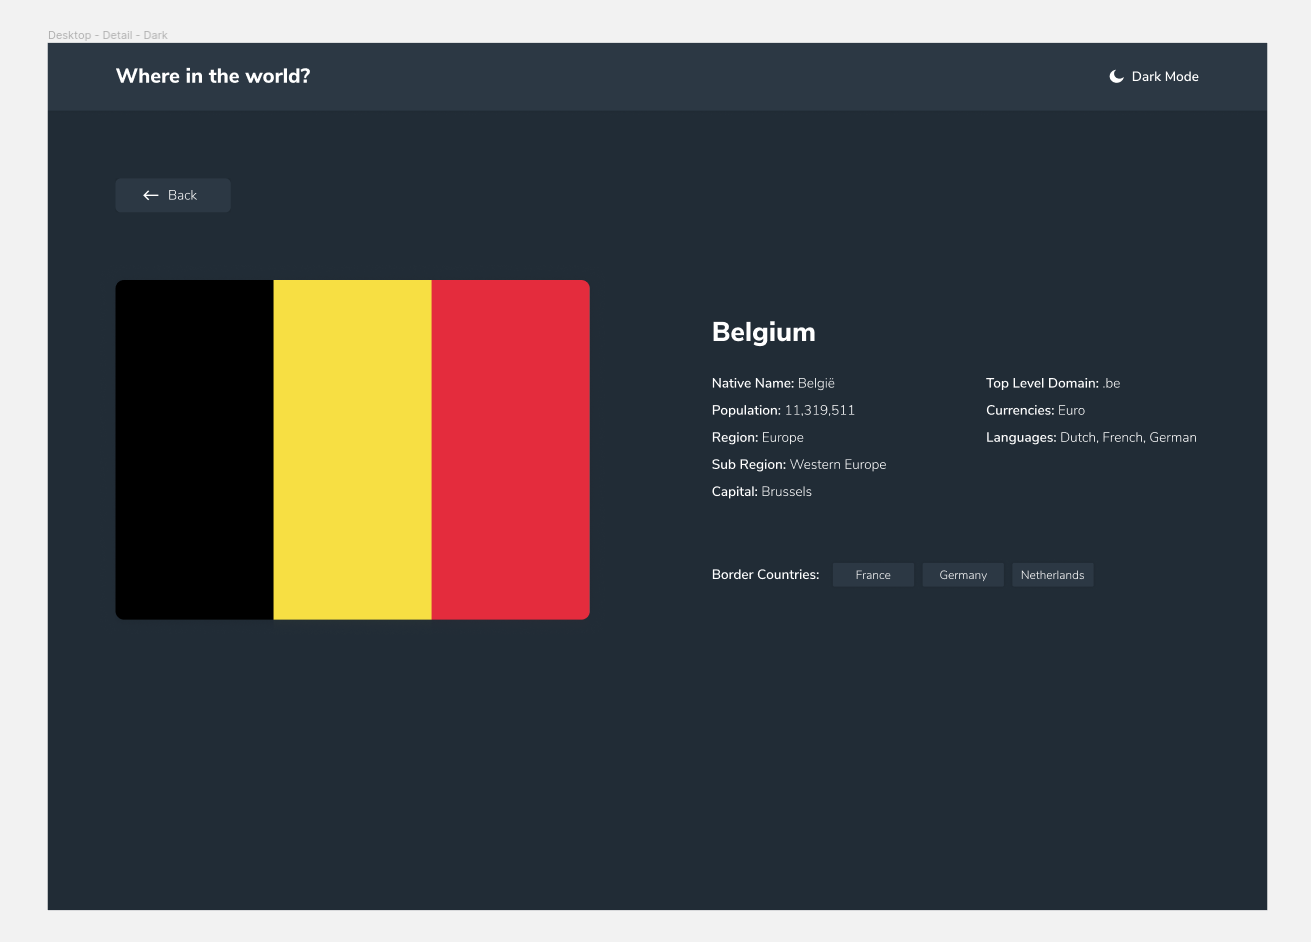 Desktop - Detail - Dark
Where in the world?
Dark Mode
Back
Belgium
Native Name: België
Population: 11,319,511
Region: Europe
Sub Region: Western Europe
Capital: Brussels
Top Level Domain: .be
Currencies: Euro
Languages: Dutch, French, German
Border Countries: France Germany Netherlands